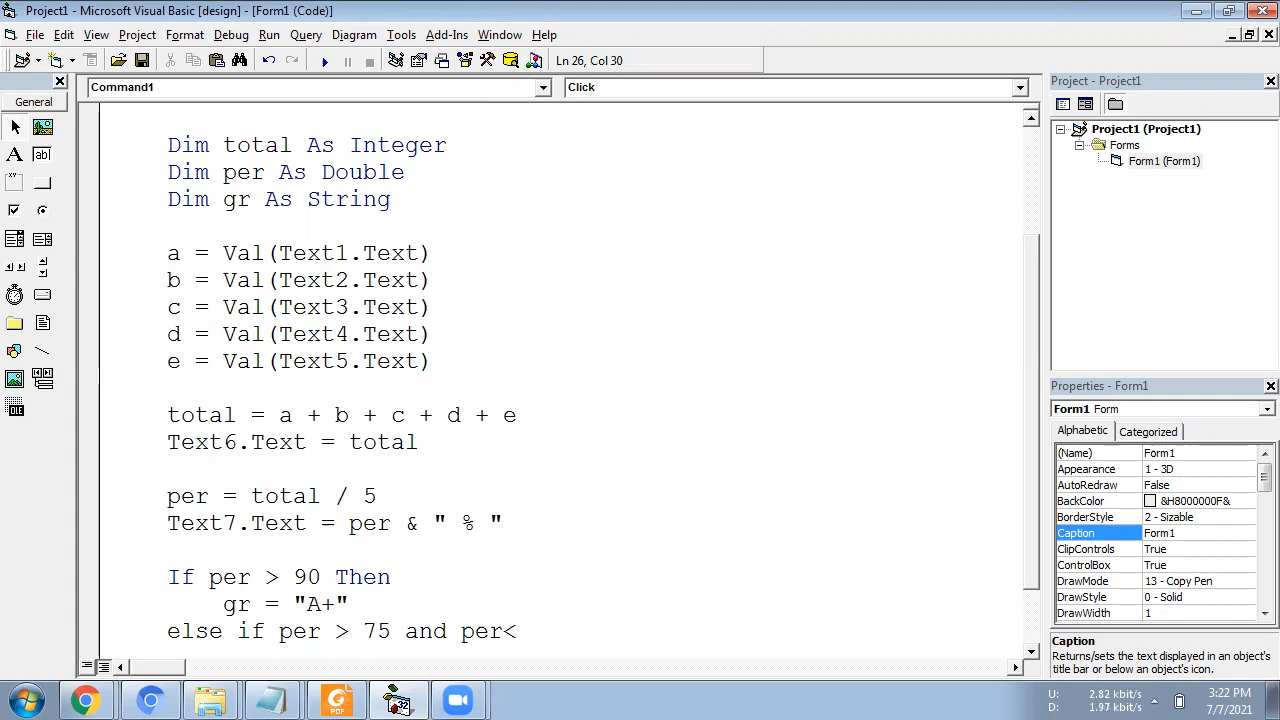 Project1 - Microsoft Visual Basic [design] - [Form1 (Code)]
File Edit View Project Format Debug Run Query Diagram Tools Add-Ins Window Help
Ln 26, Col 30
General
A
ab|
OLE
Command1
Click
Dim total As Integer
Dim per As Double
Dim gr As String
a = Val(Text1.Text)
b = Val(Text2.Text)
c = Val(Text3.Text)
d = Val(Text4.Text)
e = Val(Text5.Text)
total = a + b + c + d + e
Text6.Text = total
per = total / 5
Text7.Text = per & " % "
If per > 90 Then
gr = "A+"
else if per > 75 and per<
Project - Project1
Project1 (Project1)
Forms
Form1 (Form1)
Properties - Form1
Form1 Form
Alphabetic Categorized
(Name) Form1
Appearance 1 - 3D
AutoRedraw False
BackColor &H8000000F&
BorderStyle 2 - Sizable
Caption Form1
ClipControls True
ControlBox True
DrawMode 13 - Copy Pen
DrawStyle 0 - Solid
DrawWidth 1
Caption
Returns/sets the text displayed in an object's
title bar or below an object's icon.
PDF
32
U: 2.82 kbit/s
D: 1.97 kbit/s
3:22 PM
7/7/2021